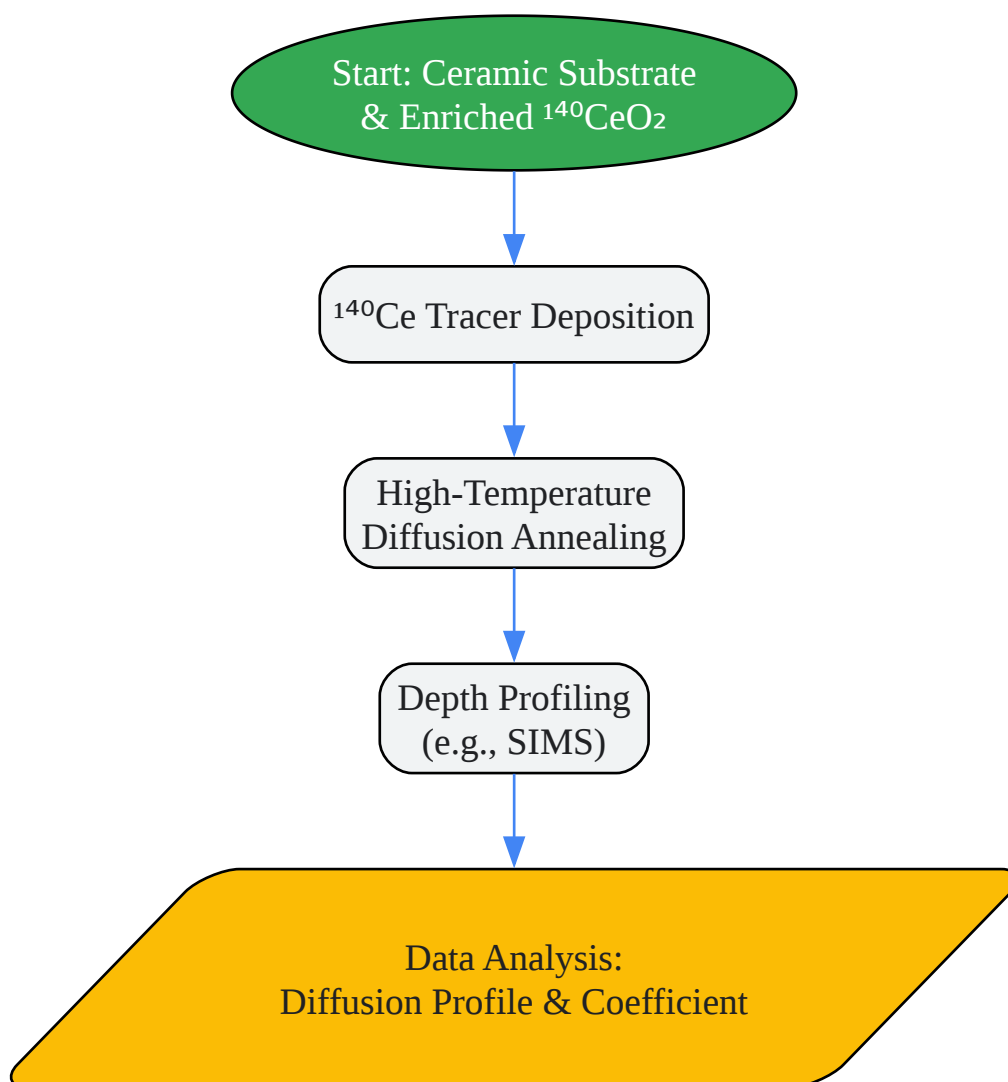 Start: Ceramic Substrate
& Enriched ¹⁴⁰CeO₂
¹⁴⁰Ce Tracer Deposition
High-Temperature
Diffusion Annealing
Depth Profiling
(e.g., SIMS)
Data Analysis:
Diffusion Profile & Coefficient